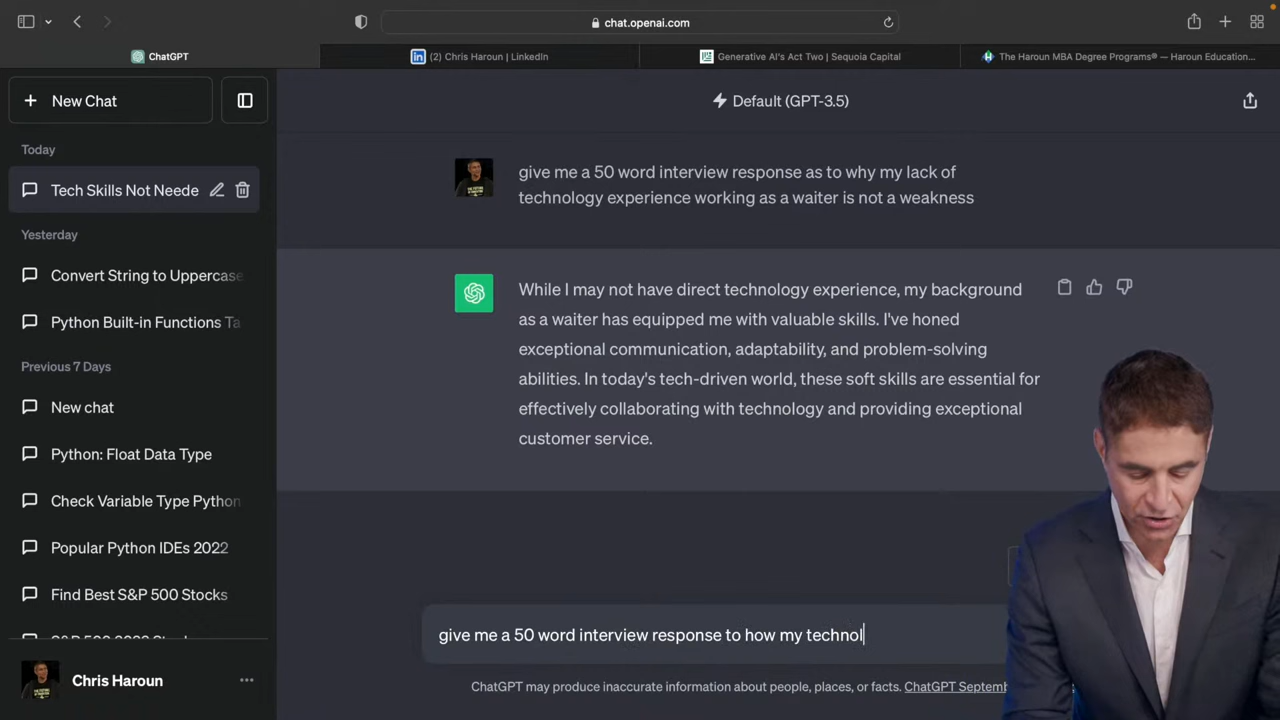 chat.openai.com
ChatGPT
(2) Chris Haroun | LinkedIn
Generative AI's Act Two | Sequoia Capital
The Haroun MBA Degree Programs® — Haroun Education...
New Chat
Default (GPT-3.5)
Today
Tech Skills Not Neede
Yesterday
Convert String to Uppercase
Python Built-in Functions Ta
Previous 7 Days
New chat
Python: Float Data Type
Check Variable Type Python
Popular Python IDEs 2022
Find Best S&P 500 Stocks
Chris Haroun
give me a 50 word interview response as to why my lack of
technology experience working as a waiter is not a weakness
While I may not have direct technology experience, my background
as a waiter has equipped me with valuable skills. I've honed
exceptional communication, adaptability, and problem-solving
abilities. In today's tech-driven world, these soft skills are essential for
effectively collaborating with technology and providing exceptional
customer service.
give me a 50 word interview response to how my technol
ChatGPT may produce inaccurate information about people, places, or facts. ChatGPT Septemb